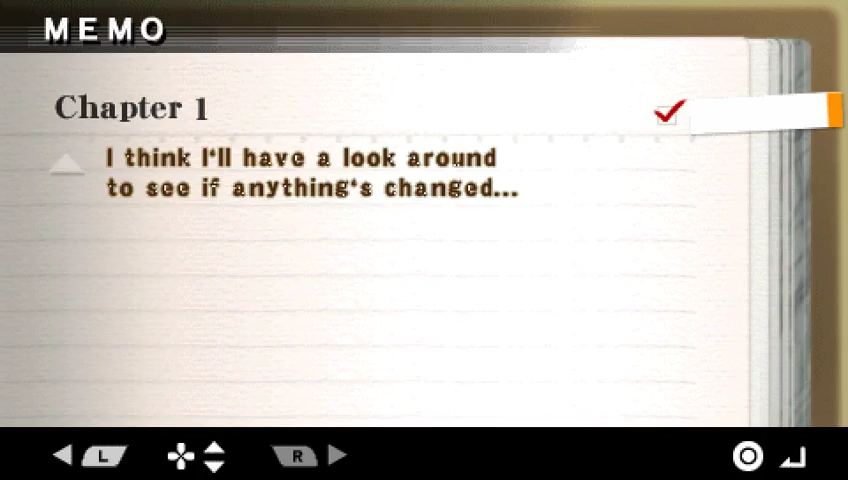 MEMO
Chapter 1
I think I'll have a look around
to see if anything's changed...
L
R